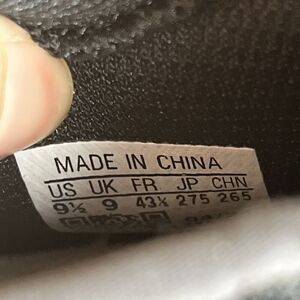 MADE IN CHINA
US UK FR JP CHN
9½ 9 43⅓ 275 265